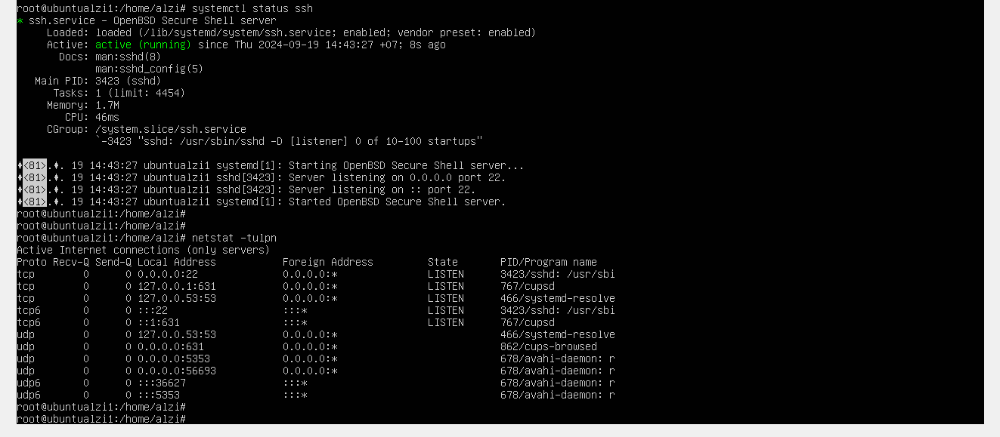 root@ubuntualzi1:/home/alzi# systemctl status ssh
* ssh.service - OpenBSD Secure Shell server
     Loaded: loaded (/lib/systemd/system/ssh.service; enabled; vendor preset: enabled)
     Active: active (running) since Thu 2024-09-19 14:43:27 +07; 8s ago
       Docs: man:sshd(8)
             man:sshd_config(5)
   Main PID: 3423 (sshd)
      Tasks: 1 (limit: 4454)
     Memory: 1.7M
        CPU: 46ms
     CGroup: /system.slice/ssh.service
             `-3423 "sshd: /usr/sbin/sshd -D [listener] 0 of 10-100 startups"
♦<81>.♦. 19 14:43:27 ubuntualzi1 systemd[1]: Starting OpenBSD Secure Shell server...
♦<81>.♦. 19 14:43:27 ubuntualzi1 sshd[3423]: Server listening on 0.0.0.0 port 22.
♦<81>.♦. 19 14:43:27 ubuntualzi1 sshd[3423]: Server listening on :: port 22.
♦<81>.♦. 19 14:43:27 ubuntualzi1 systemd[1]: Started OpenBSD Secure Shell server.
root@ubuntualzi1:/home/alzi#
root@ubuntualzi1:/home/alzi#
root@ubuntualzi1:/home/alzi# netstat -tulpn
Active Internet connections (only servers)
Proto Recv-Q Send-Q Local Address           Foreign Address         State       PID/Program name
tcp        0      0 0.0.0.0:22              0.0.0.0:*               LISTEN      3423/sshd: /usr/sbi
tcp        0      0 127.0.0.1:631           0.0.0.0:*               LISTEN      767/cupsd
tcp        0      0 127.0.0.53:53           0.0.0.0:*               LISTEN      466/systemd-resolve
tcp6       0      0 :::22                   :::*                    LISTEN      3423/sshd: /usr/sbi
tcp6       0      0 ::1:631                 :::*                    LISTEN      767/cupsd
udp        0      0 127.0.0.53:53           0.0.0.0:*                           466/systemd-resolve
udp        0      0 0.0.0.0:631             0.0.0.0:*                           862/cups-browsed
udp        0      0 0.0.0.0:5353            0.0.0.0:*                           678/avahi-daemon: r
udp        0      0 0.0.0.0:56693           0.0.0.0:*                           678/avahi-daemon: r
udp6       0      0 :::36627                :::*                                678/avahi-daemon: r
udp6       0      0 :::5353                 :::*                                678/avahi-daemon: r
root@ubuntualzi1:/home/alzi#
root@ubuntualzi1:/home/alzi#